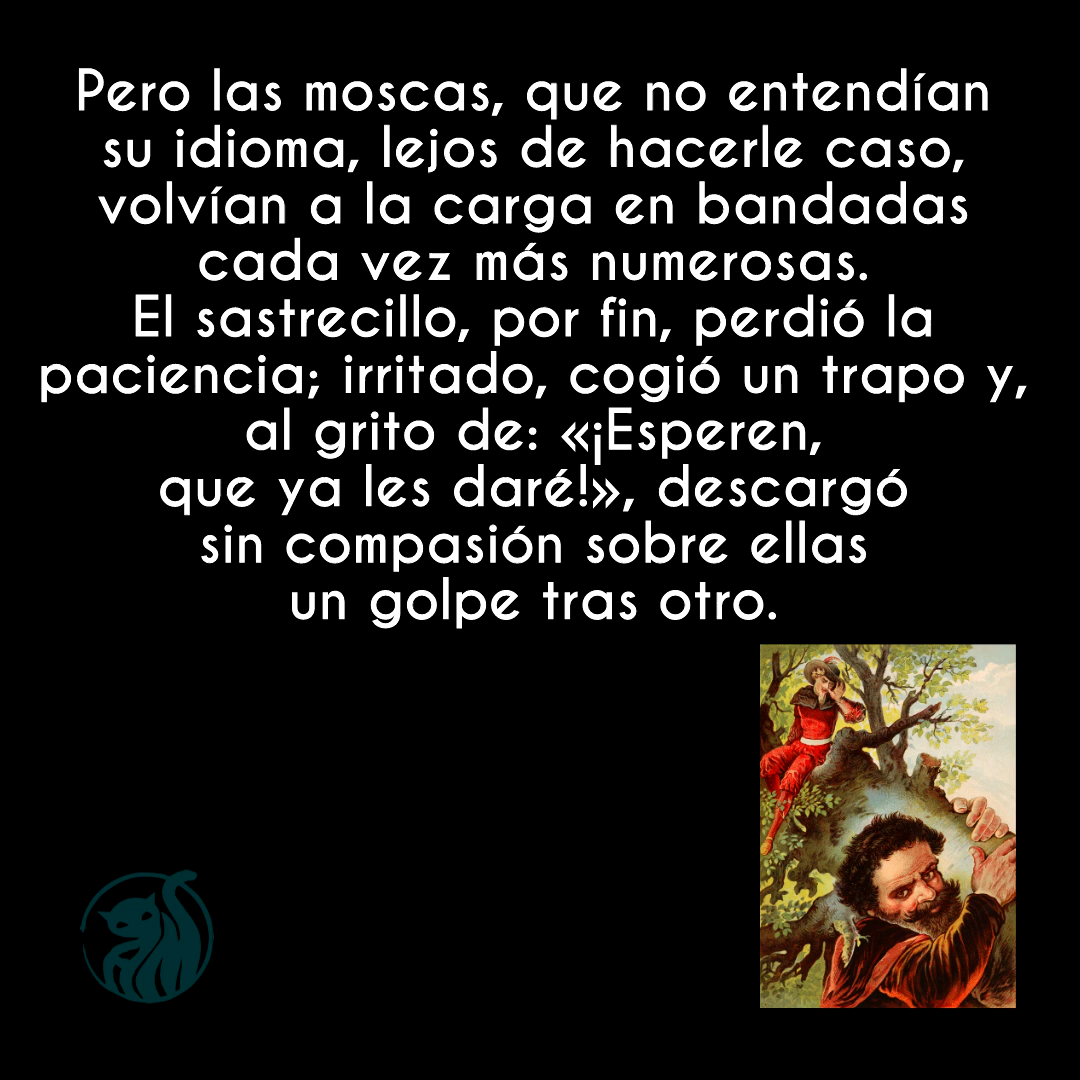 Pero las moscas, que no entendían
su idioma, lejos de hacerle caso,
volvían a la carga en bandadas
cada vez más numerosas.
El sastrecillo, por fin, perdió la
paciencia; irritado, cogió un trapo y,
al grito de: «¡Esperen,
que ya les daré!», descargó
sin compasión sobre ellas
un golpe tras otro.